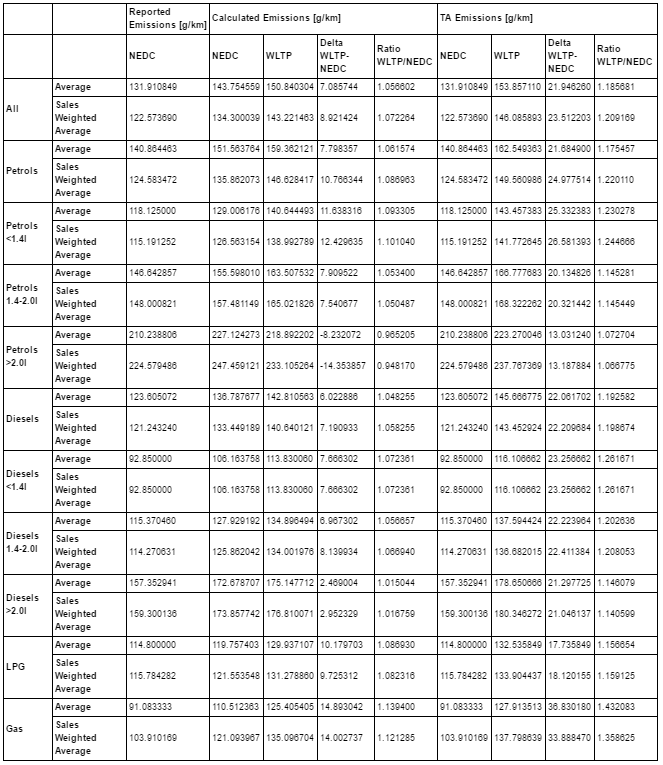 Reported Emissions [g/km] Calculated Emissions [g/km] TA Emissions [g/km]
NEDC NEDC WLTP Delta WLTP-NEDC Ratio WLTP/NEDC NEDC WLTP Delta WLTP-NEDC Ratio WLTP/NEDC
All
Average 131.910849 143.754559 150.840304 7.085744 1.056602 131.910849 153.857110 21.946260 1.185681
Sales Weighted Average 122.573690 134.300039 143.221463 8.921424 1.072264 122.573690 146.085893 23.512203 1.209169
Petrols
Average 140.864463 151.563764 159.362121 7.798357 1.061574 140.864463 162.549363 21.684900 1.175457
Sales Weighted Average 124.583472 135.862073 146.628417 10.766344 1.086963 124.583472 149.560986 24.977514 1.220110
Petrols <1.4l
Average 118.125000 129.006176 140.644493 11.638316 1.093305 118.125000 143.457383 25.332383 1.230278
Sales Weighted Average 115.191252 126.563154 138.992789 12.429635 1.101040 115.191252 141.772645 26.581393 1.244666
Petrols 1.4-2.0l
Average 146.642857 155.598010 163.507532 7.909522 1.053400 146.642857 166.777683 20.134826 1.145281
Sales Weighted Average 148.000821 157.481149 165.021826 7.540677 1.050487 148.000821 168.322262 20.321442 1.145449
Petrols >2.0l
Average 210.238806 227.124273 218.892202 -8.232072 0.965205 210.238806 223.270046 13.031240 1.072704
Sales Weighted Average 224.579486 247.459121 233.105264 -14.353857 0.948170 224.579486 237.767369 13.187884 1.066775
Diesels
Average 123.605072 136.787677 142.810563 6.022886 1.048255 123.605072 145.666775 22.061702 1.192582
Sales Weighted Average 121.243240 133.449189 140.640121 7.190933 1.058255 121.243240 143.452924 22.209684 1.198674
Diesels <1.4l
Average 92.850000 106.163758 113.830060 7.666302 1.072361 92.850000 116.106662 23.256662 1.261671
Sales Weighted Average 92.850000 106.163758 113.830060 7.666302 1.072361 92.850000 116.106662 23.256662 1.261671
Diesels 1.4-2.0l
Average 115.370460 127.929192 134.896494 6.967302 1.056657 115.370460 137.594424 22.223964 1.202636
Sales Weighted Average 114.270631 125.862042 134.001976 8.139934 1.066940 114.270631 136.682015 22.411384 1.208053
Diesels >2.0l
Average 157.352941 172.678707 175.147712 2.469004 1.015044 157.352941 178.650666 21.297725 1.146079
Sales Weighted Average 159.300136 173.857742 176.810071 2.952329 1.016759 159.300136 180.346272 21.046137 1.140599
LPG
Average 114.800000 119.757403 129.937107 10.179703 1.086930 114.800000 132.535849 17.735849 1.156654
Sales Weighted Average 115.784282 121.553548 131.278860 9.725312 1.082316 115.784282 133.904437 18.120155 1.159125
Gas
Average 91.083333 110.512363 125.405405 14.893042 1.139400 91.083333 127.913513 36.830180 1.432083
Sales Weighted Average 103.910169 121.093967 135.096704 14.002737 1.121285 103.910169 137.798639 33.888470 1.358625